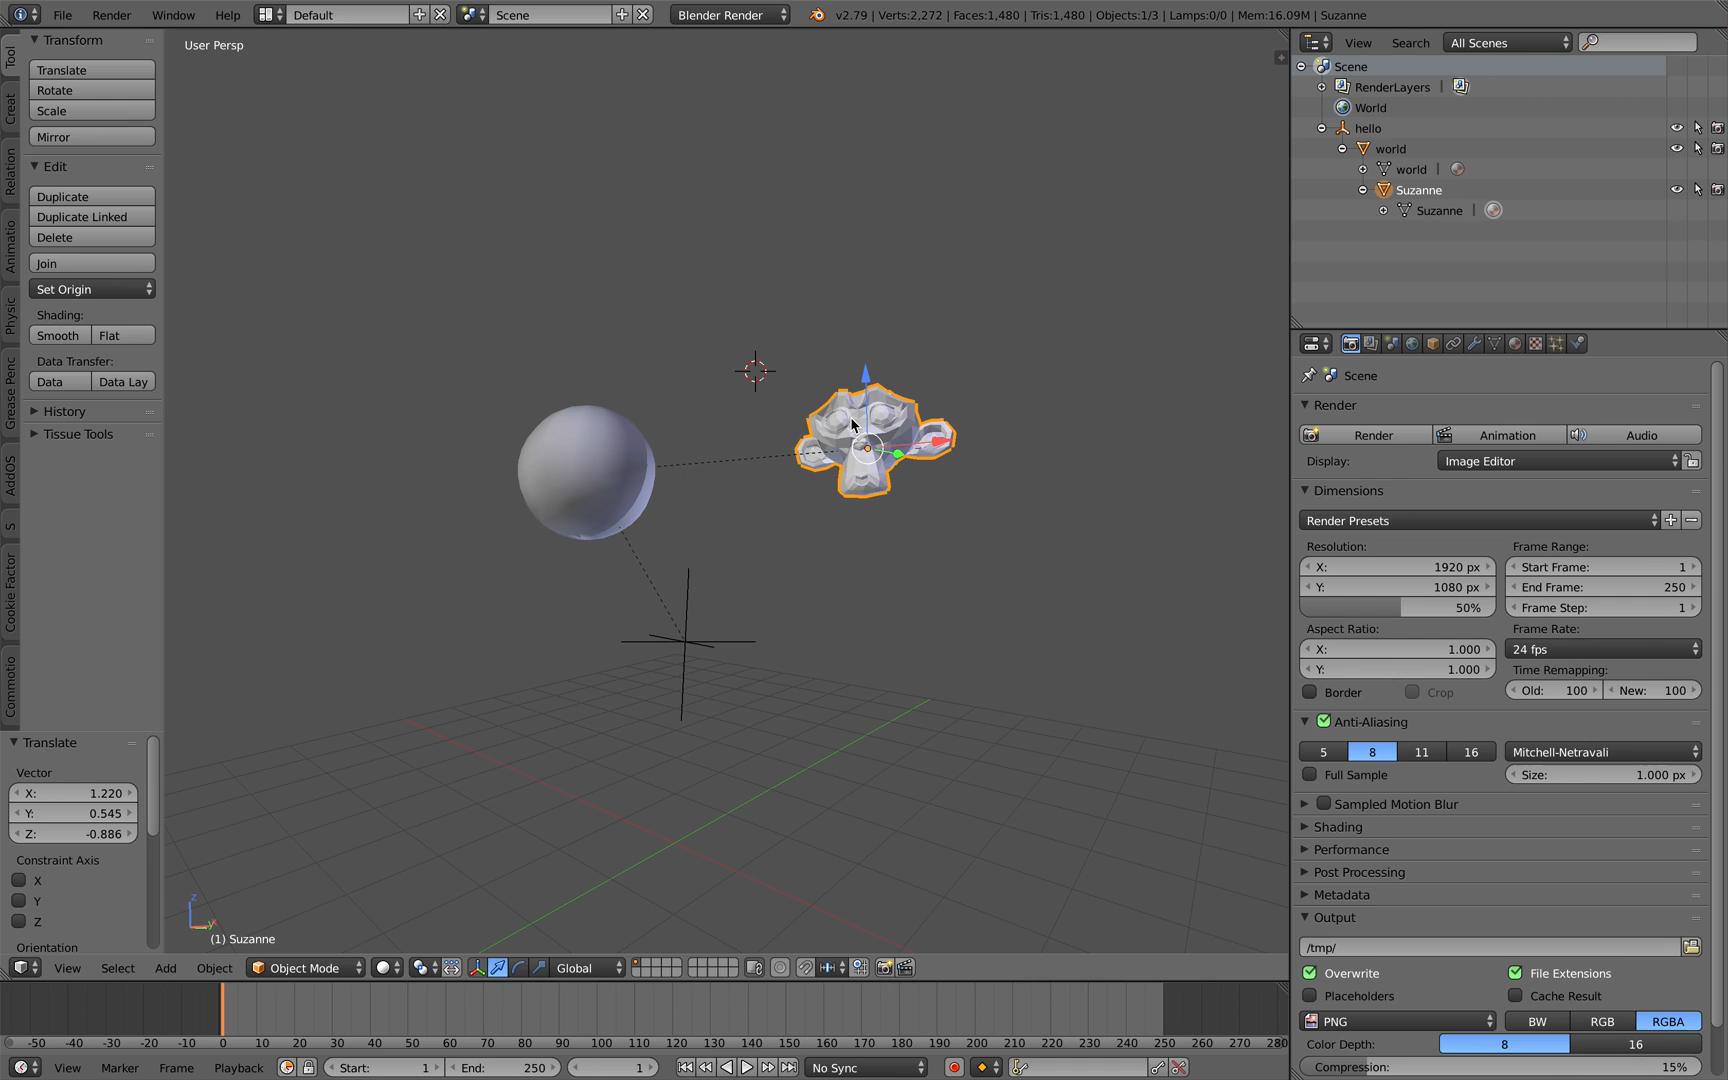 File Render Window Help Default Scene Blender Render v2.79 | Verts:2,272 | Faces:1,480 | Tris:1,480 | Objects:1/3 | Lamps:0/0 | Mem:16.09M | Suzanne
Tool
Creat
Relation
Animatio
Physic
Grease Penc
AddOS
S
Cookie Factor
Commotio
Transform
Translate
Rotate
Scale
Mirror
Edit
Duplicate
Duplicate Linked
Delete
Join
Set Origin
Shading:
Smooth Flat
Data Transfer:
Data Data Lay
History
Tissue Tools
Translate
Vector
X: 1.220
Y: 0.545
Z: -0.886
Constraint Axis
X
Y
Z
Orientation
User Persp
(1) Suzanne
View Select Add Object Object Mode Global
-50 -40 -30 -20 -10 0 10 20 30 40 50 60 70 80 90 100 110 120 130 140 150 160 170 180 190 200 210 220 230 240 250 260 270 280
View Marker Frame Playback Start: 1 End: 250 1 No Sync
View Search All Scenes
Scene
RenderLayers |
World
hello
world
world |
Suzanne
Suzanne |
Scene
Render
Render Animation Audio
Display: Image Editor
Dimensions
Render Presets
Resolution: Frame Range:
X: 1920 px Start Frame: 1
Y: 1080 px End Frame: 250
50% Frame Step: 1
Aspect Ratio: Frame Rate:
X: 1.000 24 fps
Y: 1.000 Time Remapping:
Border Crop Old: 100 New: 100
Anti-Aliasing
5 8 11 16 Mitchell-Netravali
Full Sample Size: 1.000 px
Sampled Motion Blur
Shading
Performance
Post Processing
Metadata
Output
/tmp/
Overwrite File Extensions
Placeholders Cache Result
PNG BW RGB RGBA
Color Depth: 8 16
Compression: 15%